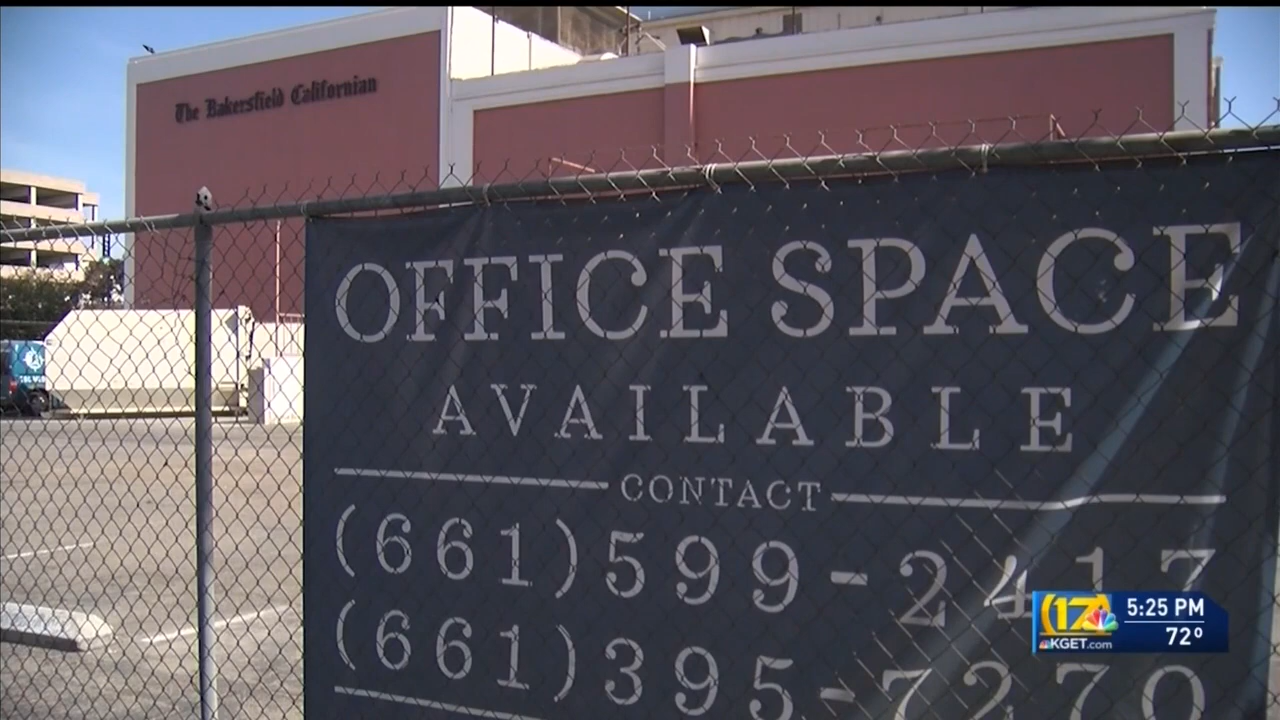 The Bakersfield Californian
OFFICE SPACE
AVAILABLE
CONTACT
(661)599-2417
(661)395-7270
17
KGET.com
5:25 PM
72°